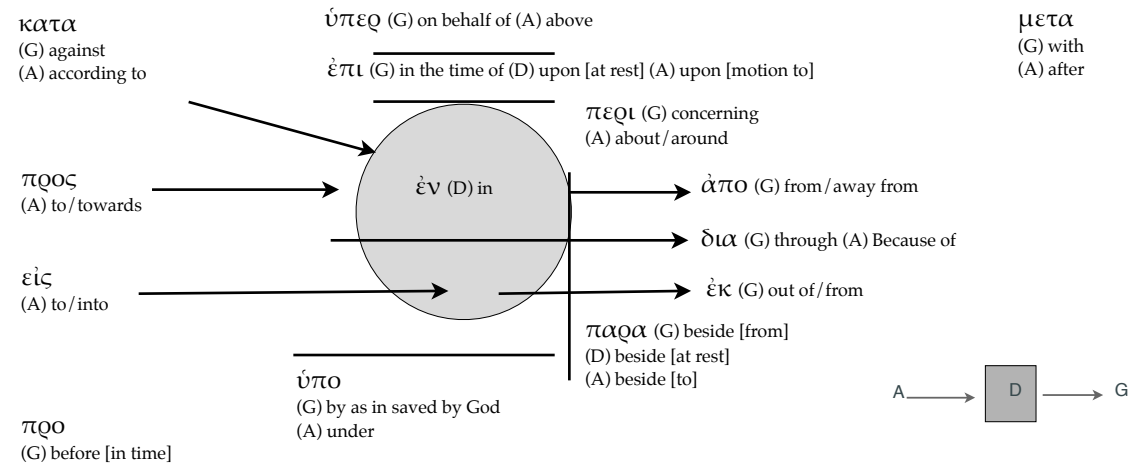 κατα
(G) against
(A) according to
ὑπερ (G) on behalf of (A) above
μετα
(G) with
(A) after
ἐπι (G) in the time of (D) upon [at rest] (A) upon [motion to]
περι (G) concerning
(A) about/around
προς
(A) to/towards
ἐν (D) in
ἀπο (G) from/away from
δια (G) through (A) Because of
εἰς
(A) to/into
ἐκ (G) out of/from
παρα (G) beside [from]
(D) beside [at rest]
(A) beside [to]
ὑπο
(G) by as in saved by God
(A) under
A D G
προ
(G) before [in time]